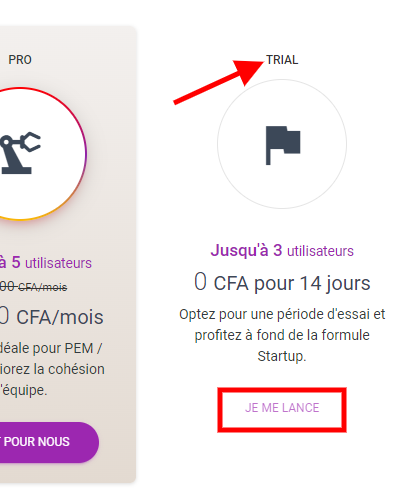 PRO
à 5 utilisateurs
00 CFA/mois
0 CFA/mois
déale pour PEM /
iorez la cohésion
'équipe.
POUR NOUS
TRIAL
Jusqu'à 3 utilisateurs
0 CFA pour 14 jours
Optez pour une période d'essai et
profitez à fond de la formule
Startup.
JE ME LANCE